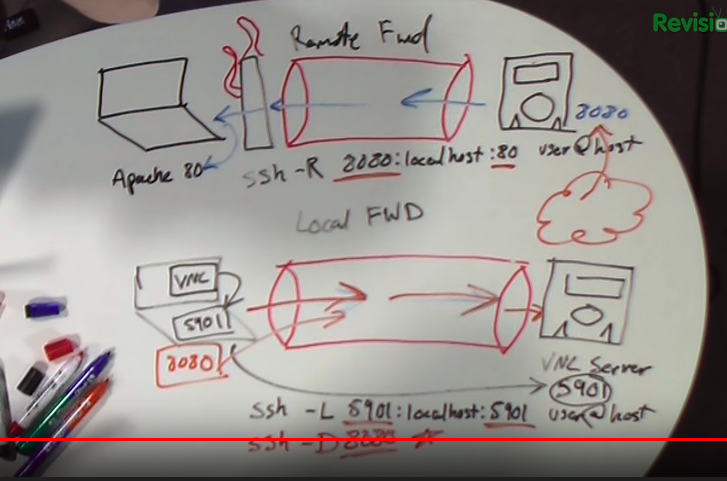 Revisio
Remote Fwd
8080
Apache 80
ssh -R 8080:localhost:80 user@host
Local FWD
VNC
5901
8080
VNC Server
5901
ssh -L 5901:localhost:5901 user@host
ssh -D 8080